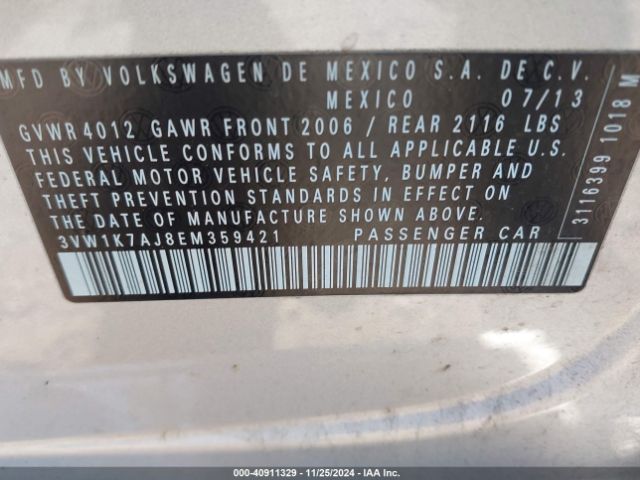 MFD BY VOLKSWAGEN DE MEXICO S.A. DE C.V.
MEXICO 07/13
GVWR 4012 GAWR FRONT 2006 / REAR 2116 LBS
THIS VEHICLE CONFORMS TO ALL APPLICABLE U.S.
FEDERAL MOTOR VEHICLE SAFETY, BUMPER AND
THEFT PREVENTION STANDARDS IN EFFECT ON
THE DATE OF MANUFACTURE SHOWN ABOVE.
3VW1K7AJ8EM359421 PASSENGER CAR
3116399 1018 M
000-40911329 - 11/25/2024 - IAAI Inc.